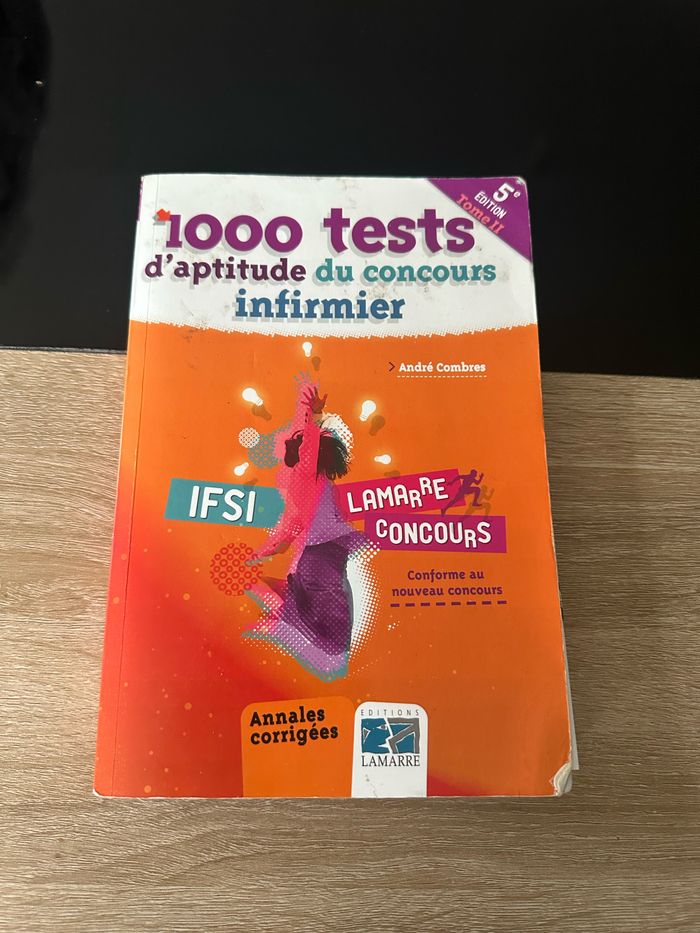 5e
ÉDITION
Tome II
1000 tests
d'aptitude du concours
infirmier
> André Combres
IFSI
LAMARRE
CONCOURS
Conforme au
nouveau concours
Annales
corrigées
EDITIONS
LAMARRE